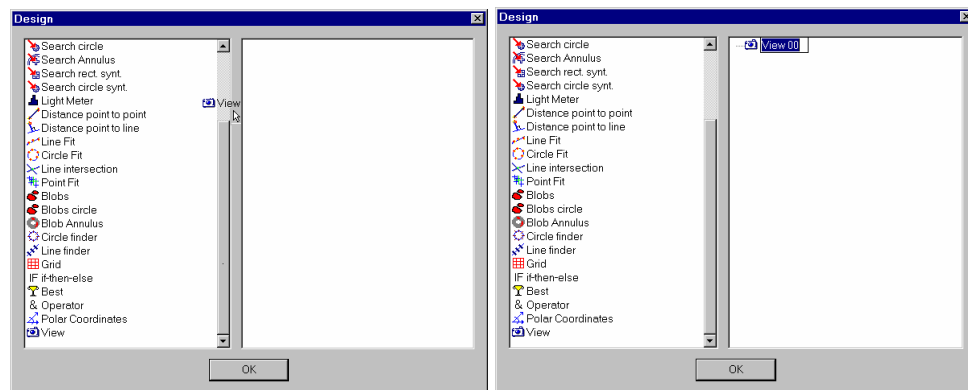 Design
Search circle
Search Annulus
Search rect. synt.
Search circle synt.
Light Meter
Distance point to point
Distance point to line
Line Fit
Circle Fit
Line intersection
Point Fit
Blobs
Blobs circle
Blob Annulus
Circle finder
Line finder
Grid
IF if-then-else
Best
& Operator
Polar Coordinates
View
View
OK
Design
Search circle
Search Annulus
Search rect. synt.
Search circle synt.
Light Meter
Distance point to point
Distance point to line
Line Fit
Circle Fit
Line intersection
Point Fit
Blobs
Blobs circle
Blob Annulus
Circle finder
Line finder
Grid
IF if-then-else
Best
& Operator
Polar Coordinates
View
View 00
OK